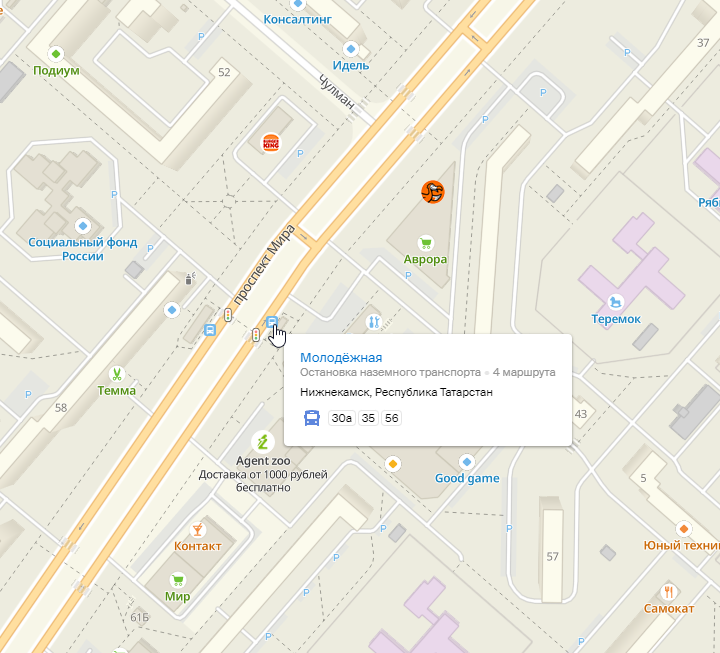 Консалтинг
37
Идель
Подиум
52
P
P
Чулман
P
P
BURGER KING
P
P
P
Рябі
Социальный фонд
России
P
проспект Мира
Аврора
P
Теремок
Молодёжная
Остановка наземного транспорта • 4 маршрута
Нижнекамск, Республика Татарстан
30а 35 56
Темма
P
58
43
Agent zoo
Доставка от 1000 рублей
бесплатно
Good game
5
P
P
Контакт
57
Юный техни
P
Мир
Самокат
61Б
P